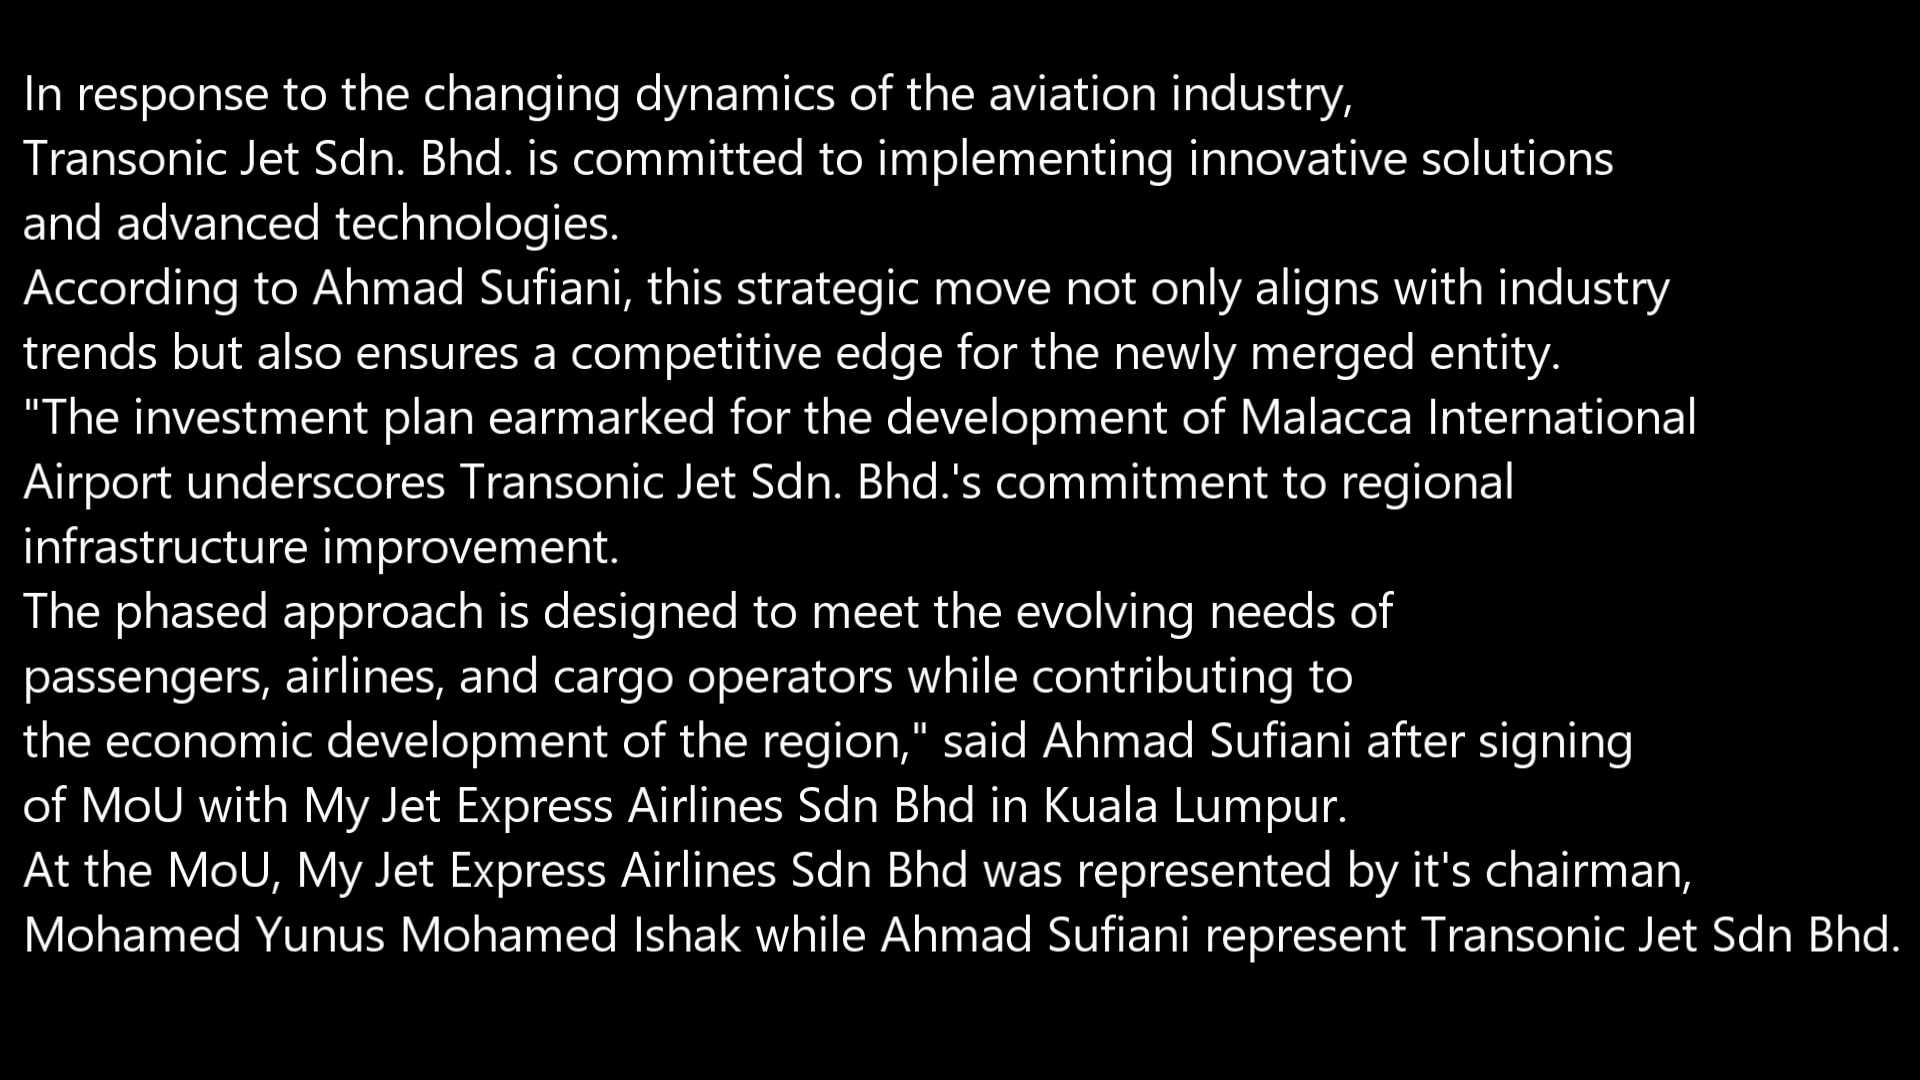 In response to the changing dynamics of the aviation industry,
Transonic Jet Sdn. Bhd. is committed to implementing innovative solutions
and advanced technologies.
According to Ahmad Sufiani, this strategic move not only aligns with industry
trends but also ensures a competitive edge for the newly merged entity.
"The investment plan earmarked for the development of Malacca International
Airport underscores Transonic Jet Sdn. Bhd.'s commitment to regional
infrastructure improvement.
The phased approach is designed to meet the evolving needs of
passengers, airlines, and cargo operators while contributing to
the economic development of the region," said Ahmad Sufiani after signing
of MoU with My Jet Express Airlines Sdn Bhd in Kuala Lumpur.
At the MoU, My Jet Express Airlines Sdn Bhd was represented by it's chairman,
Mohamed Yunus Mohamed Ishak while Ahmad Sufiani represent Transonic Jet Sdn Bhd.